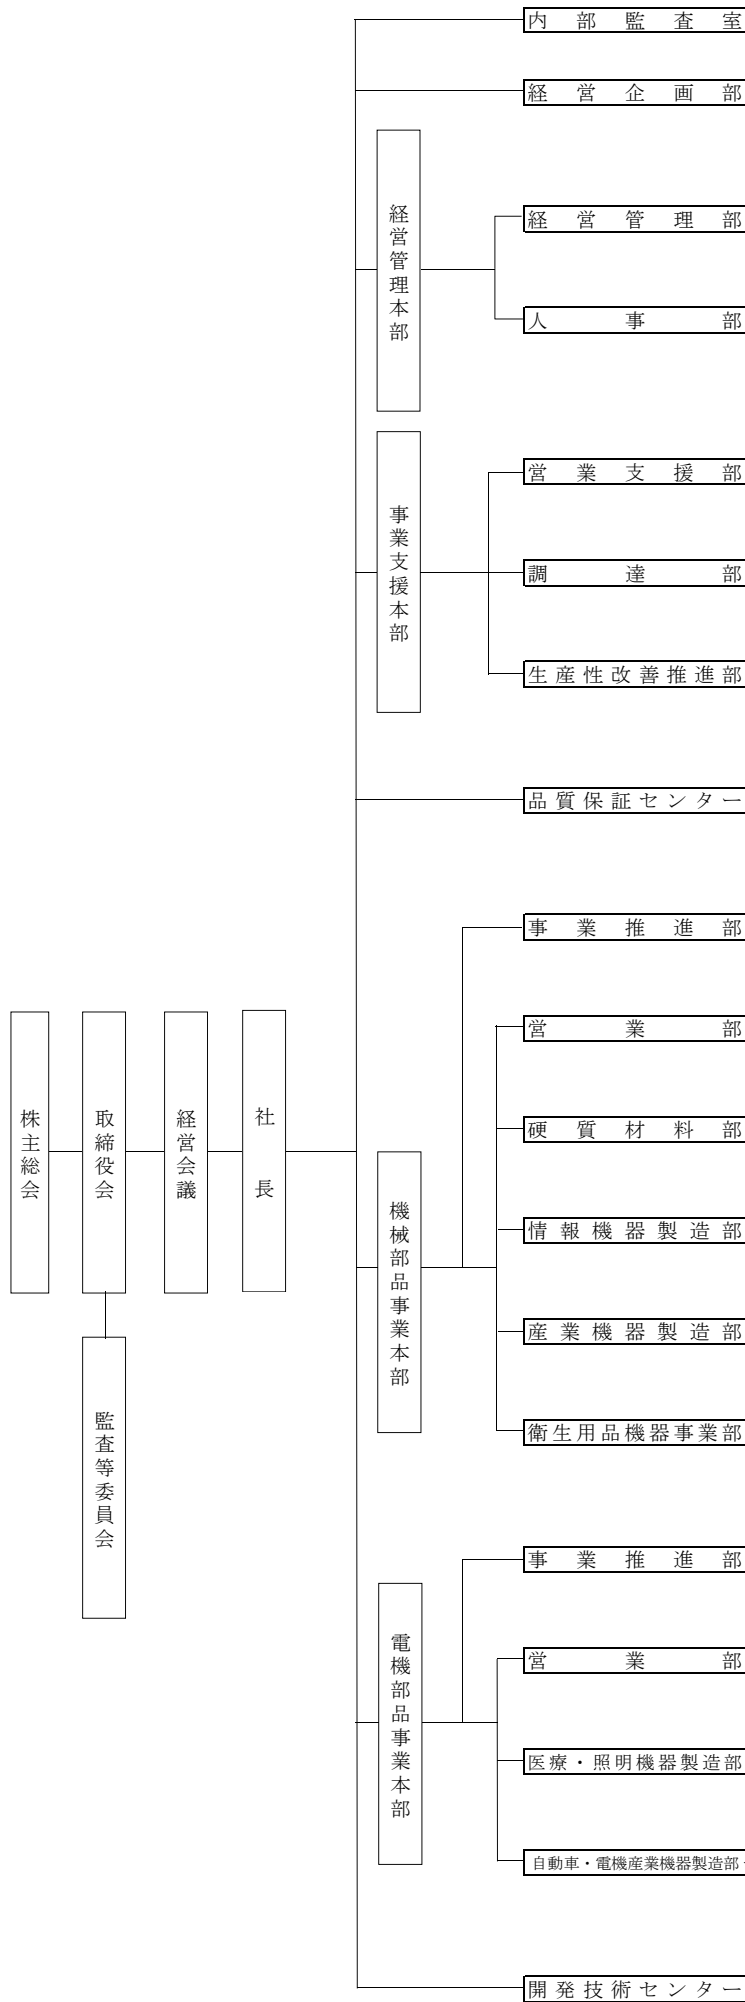 株主総会
取締役会
監査等委員会
経営会議
社長
内部監査室
経営企画部
経営管理本部
経営管理部
人事部
事業支援本部
営業支援部
調達部
生産性改善推進部
品質保証センター
機械部品事業本部
事業推進部
営業部
硬質材料部
情報機器製造部
産業機器製造部
衛生用品機器事業部
電機部品事業本部
事業推進部
営業部
医療・照明機器製造部
自動車・電機産業機器製造部
開発技術センター